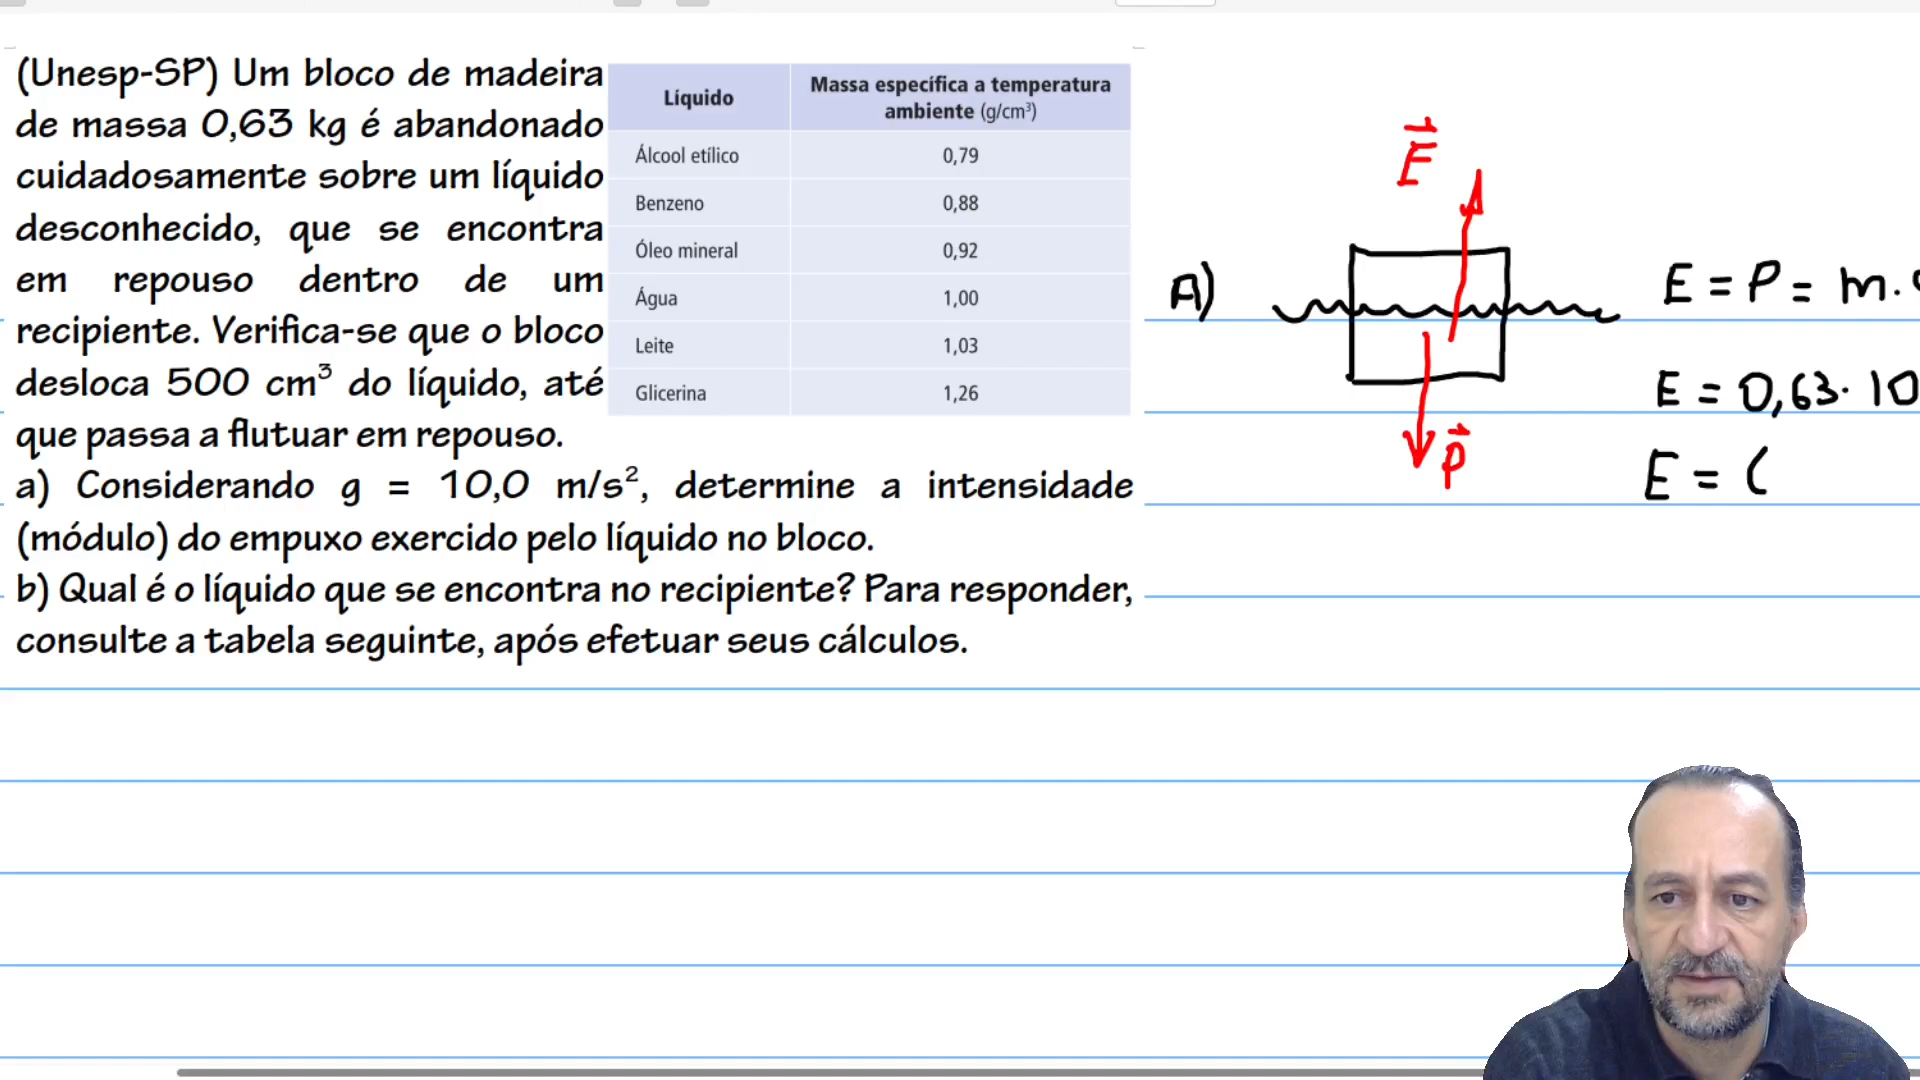 (Unesp-SP) Um bloco de madeira
de massa 0,63 kg é abandonado
cuidadosamente sobre um líquido
desconhecido, que se encontra
em repouso dentro de um
recipiente. Verifica-se que o bloco
desloca 500 cm³ do líquido, até
que passa a flutuar em repouso.
a) Considerando g = 10,0 m/s², determine a intensidade
(módulo) do empuxo exercido pelo líquido no bloco.
b) Qual é o líquido que se encontra no recipiente? Para responder,
consulte a tabela seguinte, após efetuar seus cálculos.
Líquido Massa específica a temperatura
ambiente (g/cm³)
Álcool etílico 0,79
Benzeno 0,88
Óleo mineral 0,92
Água 1,00
Leite 1,03
Glicerina 1,26
A)
E
P
E = P = m.
E = 0,63. 10
E = (